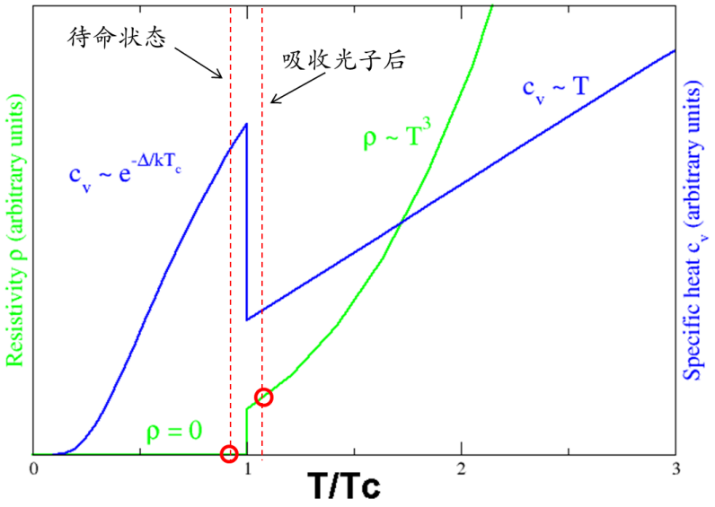 待命状态
吸收光子后
c_v ~ T
ρ ~ T^3
c_v ~ e^-Δ/kT_c
ρ = 0
Resistivity ρ (arbitrary units)
Specific heat c_v (arbitrary units)
0 1 2 3
T/Tc